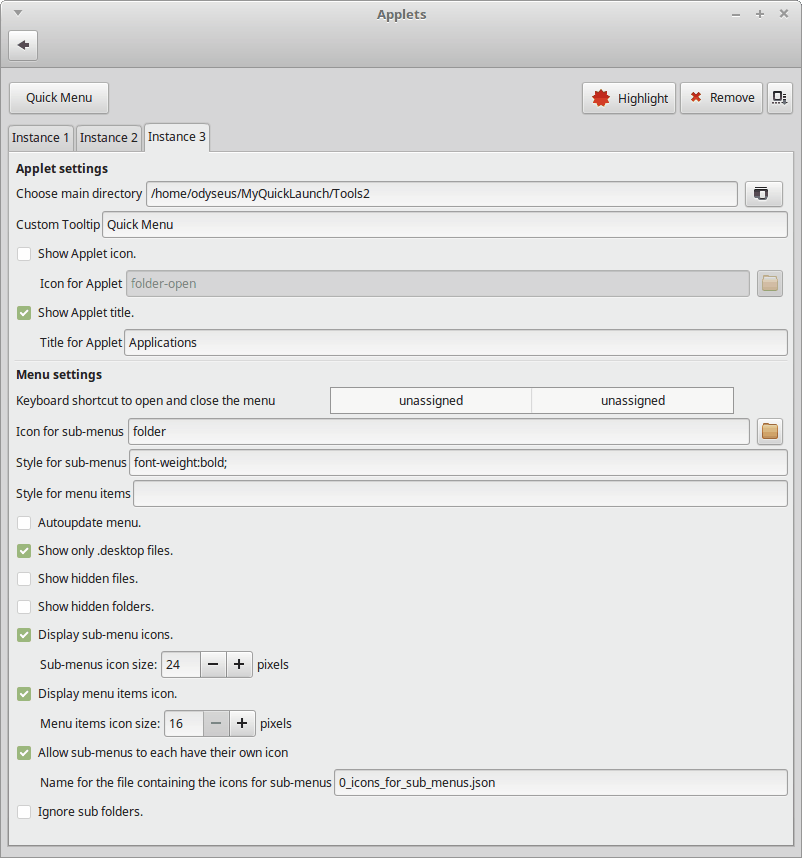 Applets
Quick Menu Highlight Remove
Instance 1 Instance 2 Instance 3
Applet settings
Choose main directory /home/odyseus/MyQuickLaunch/Tools2
Custom Tooltip Quick Menu
Show Applet icon.
Icon for Applet folder-open
Show Applet title.
Title for Applet Applications
Menu settings
Keyboard shortcut to open and close the menu unassigned unassigned
Icon for sub-menus folder
Style for sub-menus font-weight:bold;
Style for menu items
Autoupdate menu.
Show only .desktop files.
Show hidden files.
Show hidden folders.
Display sub-menu icons.
Sub-menus icon size: 24 pixels
Display menu items icon.
Menu items icon size: 16 pixels
Allow sub-menus to each have their own icon
Name for the file containing the icons for sub-menus 0_icons_for_sub_menus.json
Ignore sub folders.